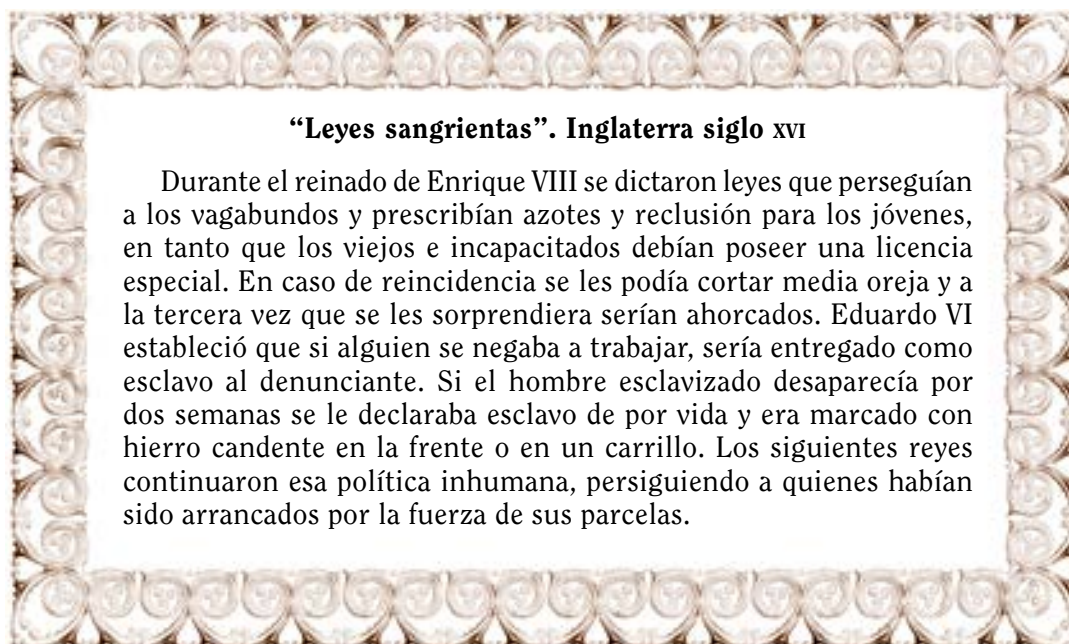 “Leyes sangrientas”. Inglaterra siglo XVI
Durante el reinado de Enrique VIII se dictaron leyes que perseguían
a los vagabundos y prescribían azotes y reclusión para los jóvenes,
en tanto que los viejos e incapacitados debían poseer una licencia
especial. En caso de reincidencia se les podía cortar media oreja y a
la tercera vez que se les sorprendiera serían ahorcados. Eduardo VI
estableció que si alguien se negaba a trabajar, sería entregado como
esclavo al denunciante. Si el hombre esclavizado desaparecía por
dos semanas se le declaraba esclavo de por vida y era marcado con
hierro candente en la frente o en un carrillo. Los siguientes reyes
continuaron esa política inhumana, persiguiendo a quienes habían
sido arrancados por la fuerza de sus parcelas.